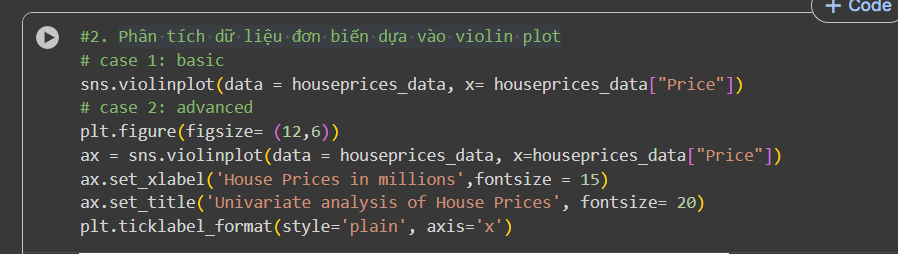 + Code
#2. Phân tích dữ liệu đơn biến dựa vào violin plot
# case 1: basic
sns.violinplot(data = houseprices_data, x= houseprices_data["Price"])
# case 2: advanced
plt.figure(figsize= (12,6))
ax = sns.violinplot(data = houseprices_data, x=houseprices_data["Price"])
ax.set_xlabel('House Prices in millions',fontsize = 15)
ax.set_title('Univariate analysis of House Prices', fontsize= 20)
plt.ticklabel_format(style='plain', axis='x')